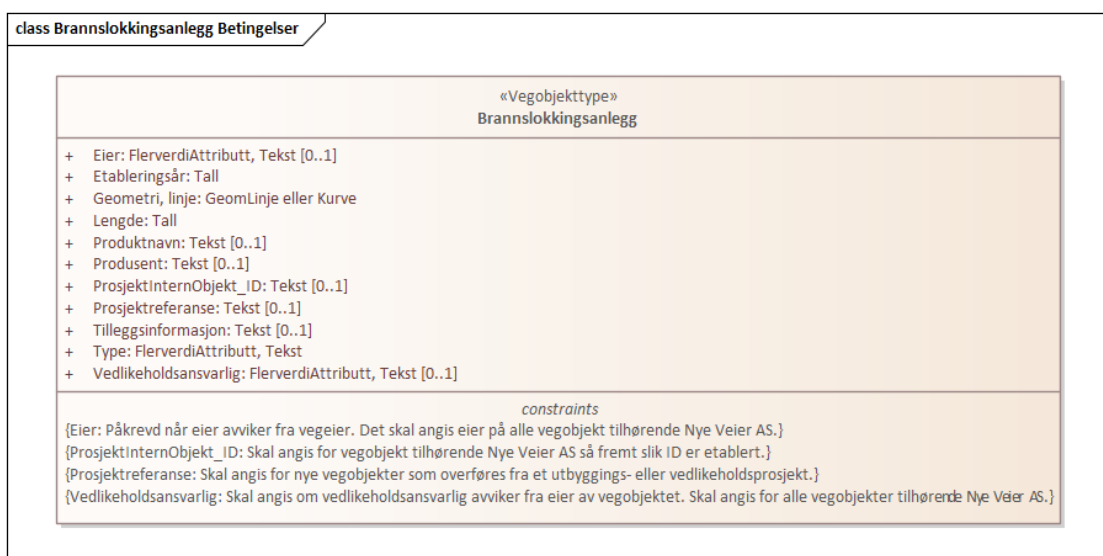 class Brannslokkingsanlegg Betingelser
«Vegobjekttype»
Brannslokkingsanlegg
+ Eier: FlerverdiAttributt, Tekst [0..1]
+ Etableringsår: Tall
+ Geometri, linje: GeomLinje eller Kurve
+ Lengde: Tall
+ Produktnavn: Tekst [0..1]
+ Produsent: Tekst [0..1]
+ ProsjektInternObjekt_ID: Tekst [0..1]
+ Prosjektreferanse: Tekst [0..1]
+ Tilleggsinformasjon: Tekst [0..1]
+ Type: FlerverdiAttributt, Tekst
+ Vedlikeholdsansvarlig: FlerverdiAttributt, Tekst [0..1]
constraints
{Eier: Påkrevd når eier avviker fra vegeier. Det skal angis eier på alle vegobjekt tilhørende Nye Veier AS.}
{ProsjektInternObjekt_ID: Skal angis for vegobjekt tilhørende Nye Veier AS så fremt slik ID er etablert.}
{Prosjektreferanse: Skal angis for nye vegobjekter som overføres fra et utbyggings- eller vedlikeholdsprosjekt.}
{Vedlikeholdsansvarlig: Skal angis om vedlikeholdsansvarlig avviker fra eier av vegobjektet. Skal angis for alle vegobjekter tilhørende Nye Veier AS.}